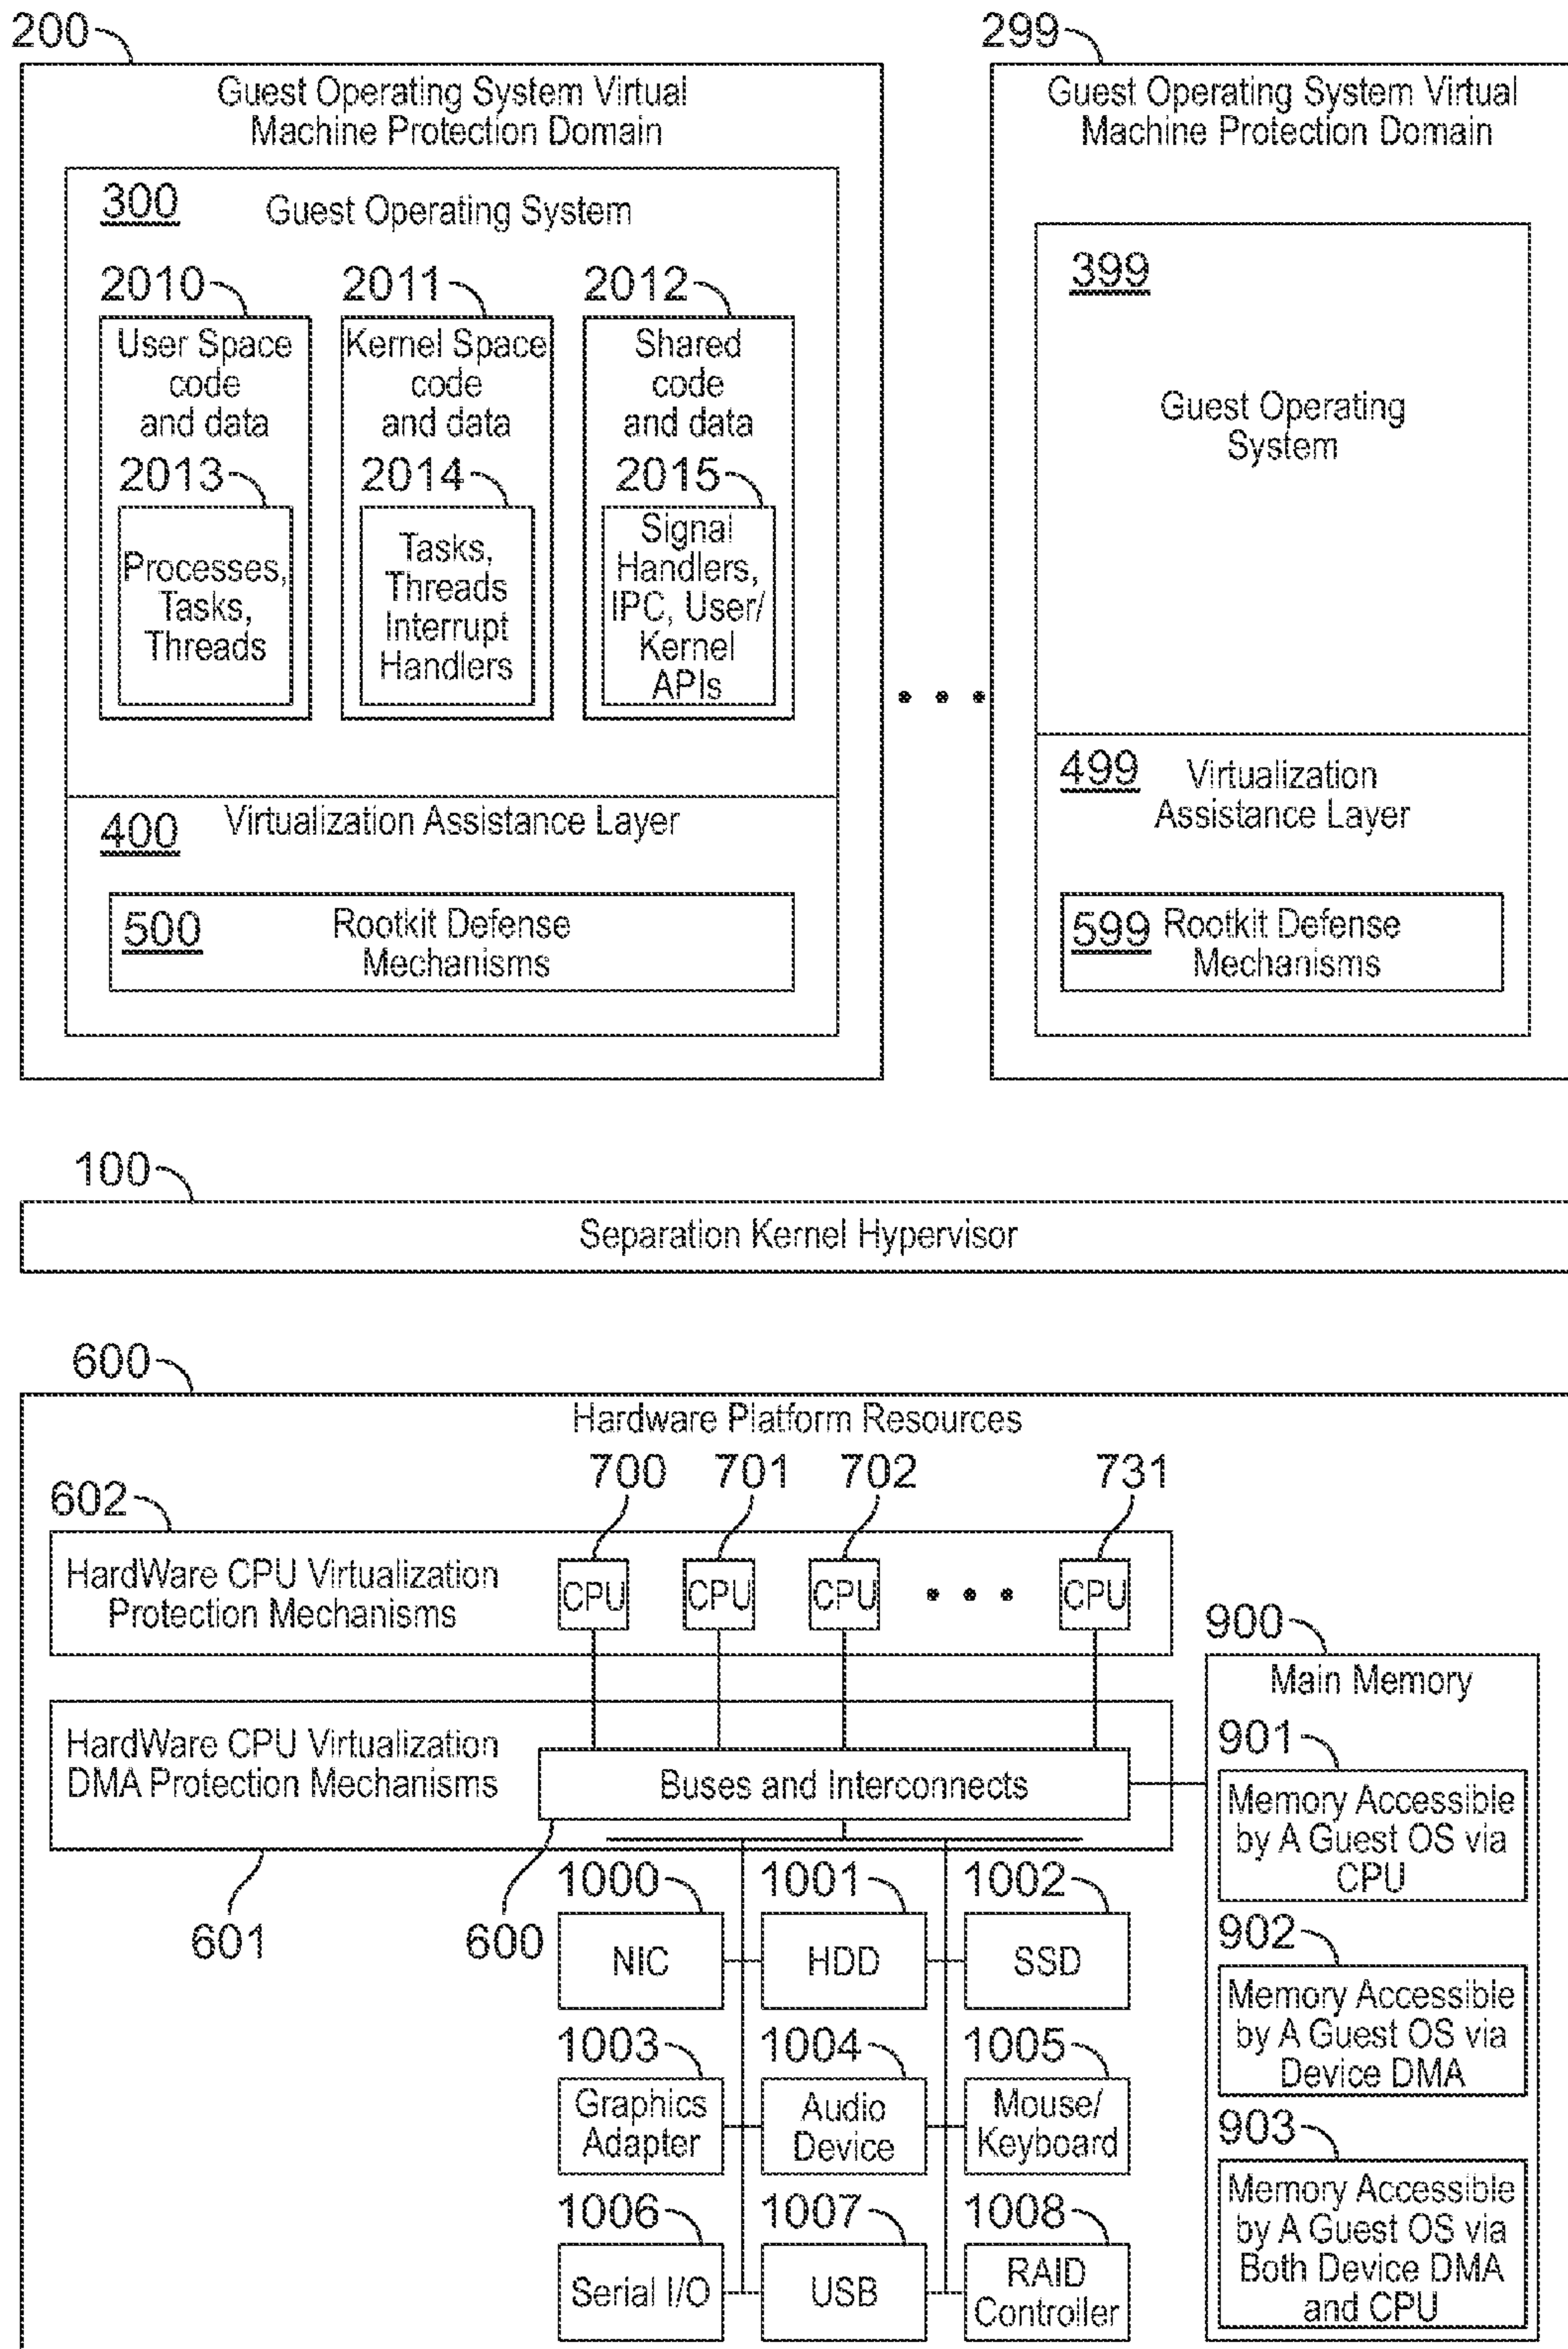 200
Guest Operating System Virtual
Machine Protection Domain
300
Guest Operating System
2010
User Space
code
and data
2013
Processes,
Tasks,
Threads
2011
Kernel Space
code
and data
2014
Tasks,
Threads
Interrupt
Handlers
2012
Shared
code
and data
2015
Signal
Handlers,
IPC, User/
Kernel
APIs
400
Virtualization Assistance Layer
500
Rootkit Defense
Mechanisms
299
Guest Operating System Virtual
Machine Protection Domain
399
Guest Operating
System
499
Virtualization
Assistance Layer
599
Rootkit Defense
Mechanisms
100
Separation Kernel Hypervisor
600
Hardware Platform Resources
602
HardWare CPU Virtualization
Protection Mechanisms
700
CPU
701
CPU
702
CPU
731
CPU
HardWare CPU Virtualization
DMA Protection Mechanisms
Buses and Interconnects
601
600
1000
NIC
1001
HDD
1002
SSD
1003
Graphics
Adapter
1004
Audio
Device
1005
Mouse/
Keyboard
1006
Serial I/O
1007
USB
1008
RAID
Controller
900
Main Memory
901
Memory Accessible
by A Guest OS via
CPU
902
Memory Accessible
by A Guest OS via
Device DMA
903
Memory Accessible
by A Guest OS via
Both Device DMA
and CPU